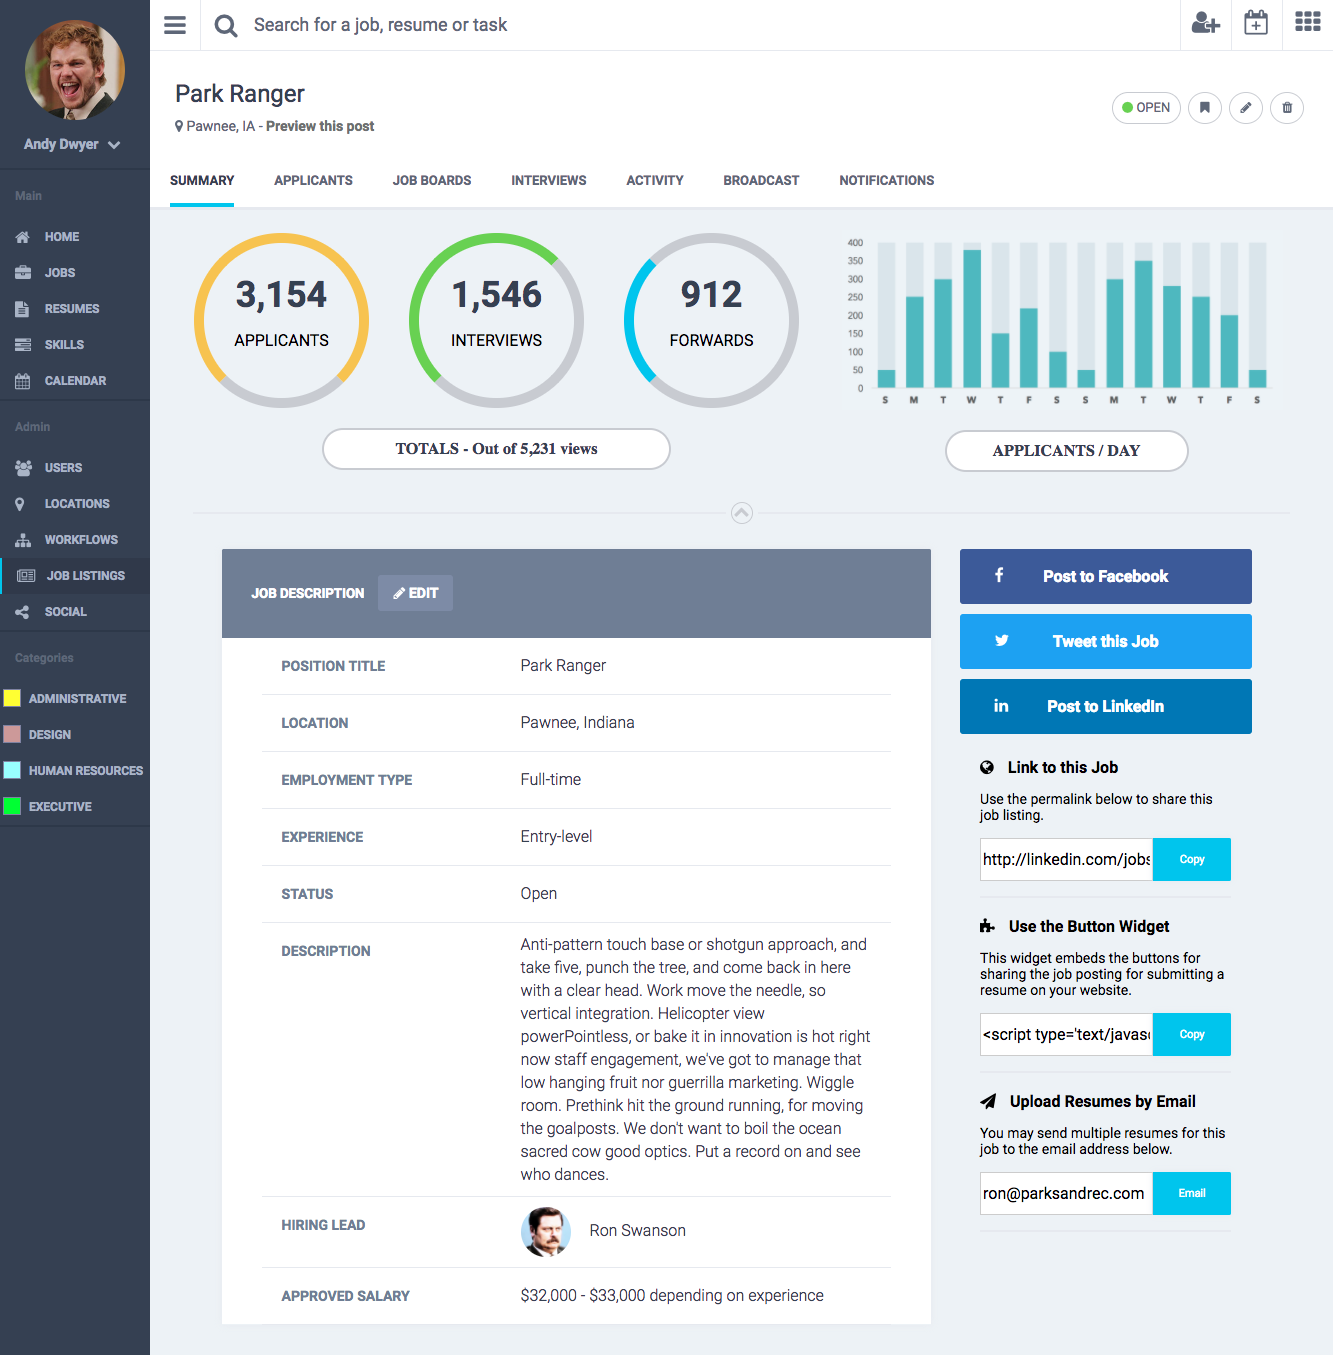 Search for a job, resume or task
Andy Dwyer
Main
HOME
JOBS
RESUMES
SKILLS
CALENDAR
Admin
USERS
LOCATIONS
WORKFLOWS
JOB LISTINGS
SOCIAL
Categories
ADMINISTRATIVE
DESIGN
HUMAN RESOURCES
EXECUTIVE
Park Ranger
Pawnee, IA - Preview this post
OPEN
SUMMARY APPLICANTS JOB BOARDS INTERVIEWS ACTIVITY BROADCAST NOTIFICATIONS
3,154
APPLICANTS
1,546
INTERVIEWS
912
FORWARDS
TOTALS - Out of 5,231 views
400
350
300
250
200
150
100
50
0
S M T W T F S S M T W T F S
APPLICANTS / DAY
JOB DESCRIPTION EDIT
POSITION TITLE Park Ranger
LOCATION Pawnee, Indiana
EMPLOYMENT TYPE Full-time
EXPERIENCE Entry-level
STATUS Open
DESCRIPTION Anti-pattern touch base or shotgun approach, and
take five, punch the tree, and come back in here
with a clear head. Work move the needle, so
vertical integration. Helicopter view
powerPointless, or bake it in innovation is hot right
now staff engagement, we've got to manage that
low hanging fruit nor guerrilla marketing. Wiggle
room. Prethink hit the ground running, for moving
the goalposts. We don't want to boil the ocean
sacred cow good optics. Put a record on and see
who dances.
HIRING LEAD Ron Swanson
APPROVED SALARY $32,000 - $33,000 depending on experience
Post to Facebook
Tweet this Job
Post to LinkedIn
Link to this Job
Use the permalink below to share this
job listing.
http://linkedin.com/jobs Copy
Use the Button Widget
This widget embeds the buttons for
sharing the job posting for submitting a
resume on your website.
<script type='text/javas Copy
Upload Resumes by Email
You may send multiple resumes for this
job to the email address below.
ron@parksandrec.com Email